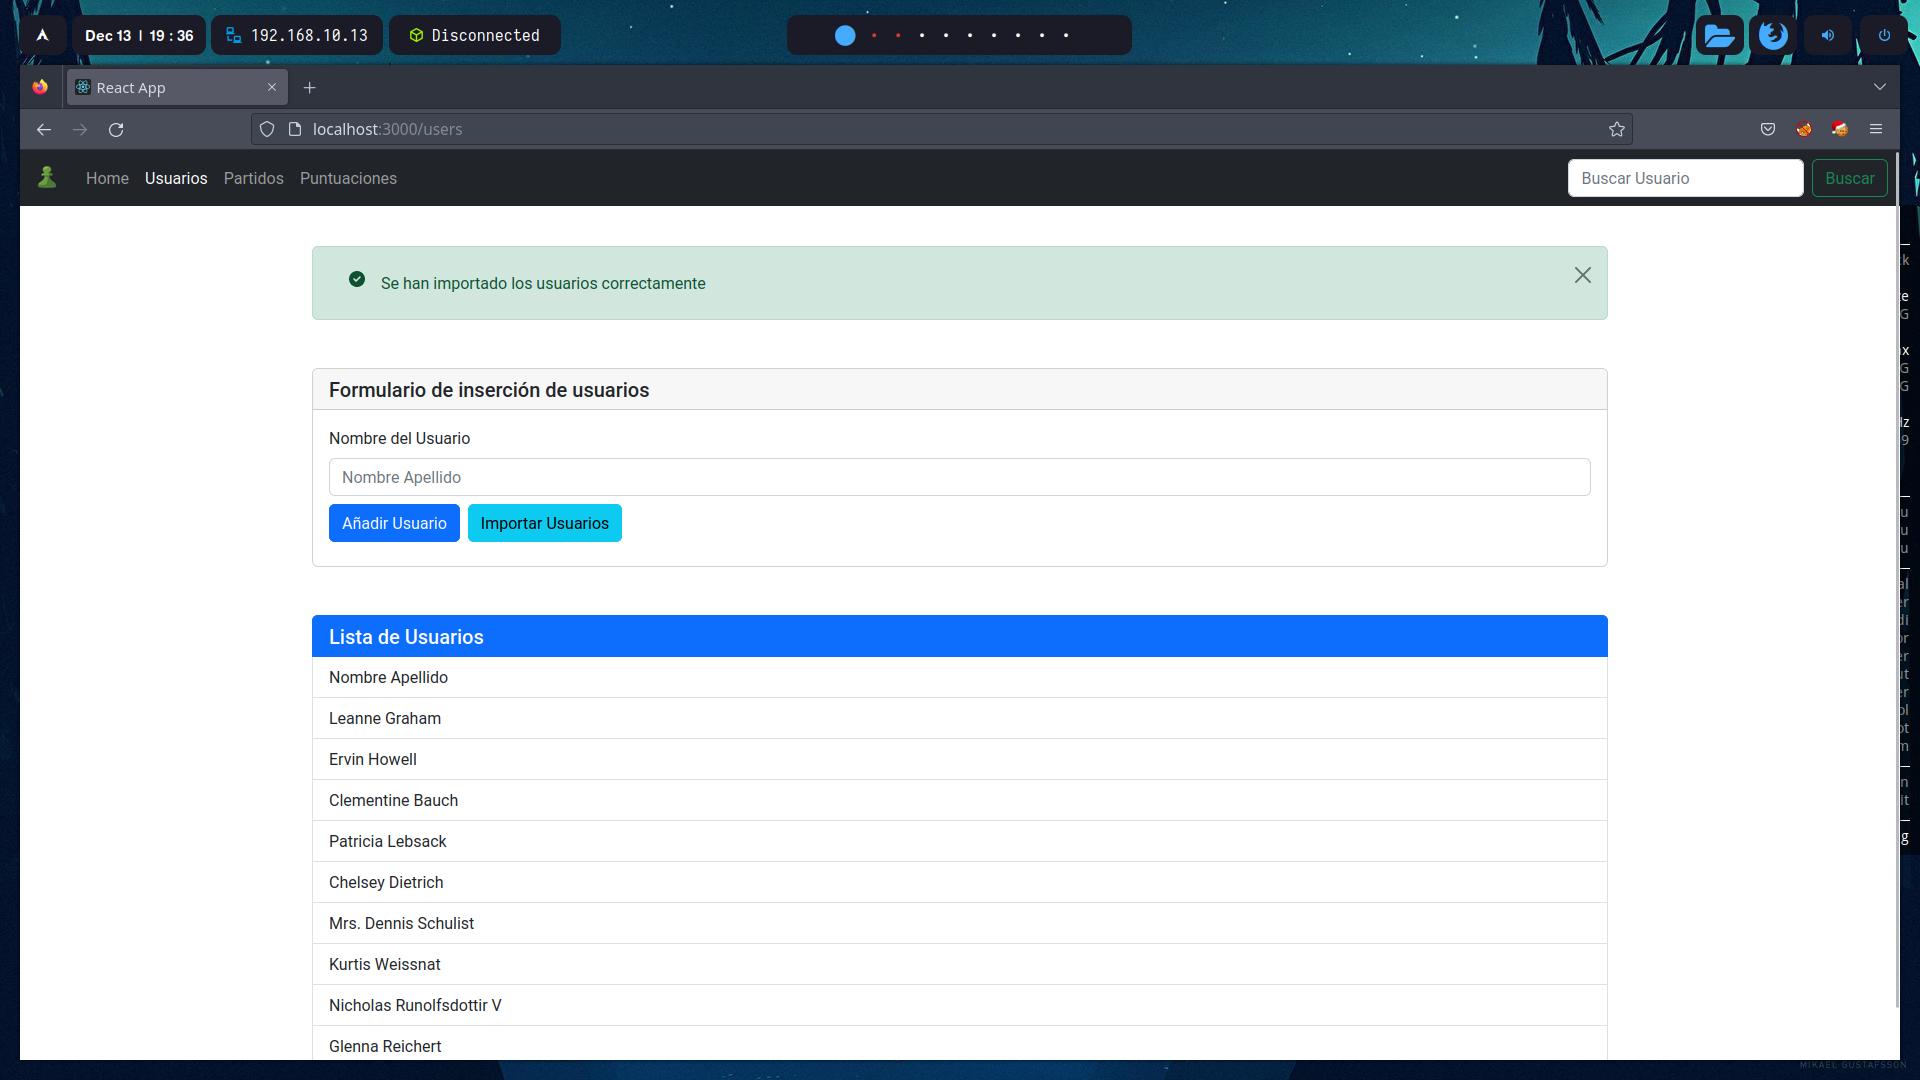 Dec 13 | 19 : 36
192.168.10.13
Disconnected
React App
localhost:3000/users
Home Usuarios Partidos Puntuaciones
Buscar Usuario
Buscar
Se han importado los usuarios correctamente
Formulario de inserción de usuarios
Nombre del Usuario
Nombre Apellido
Añadir Usuario Importar Usuarios
Lista de Usuarios
Nombre Apellido
Leanne Graham
Ervin Howell
Clementine Bauch
Patricia Lebsack
Chelsey Dietrich
Mrs. Dennis Schulist
Kurtis Weissnat
Nicholas Runolfsdottir V
Glenna Reichert
MIKAEL GUSTAFSSON